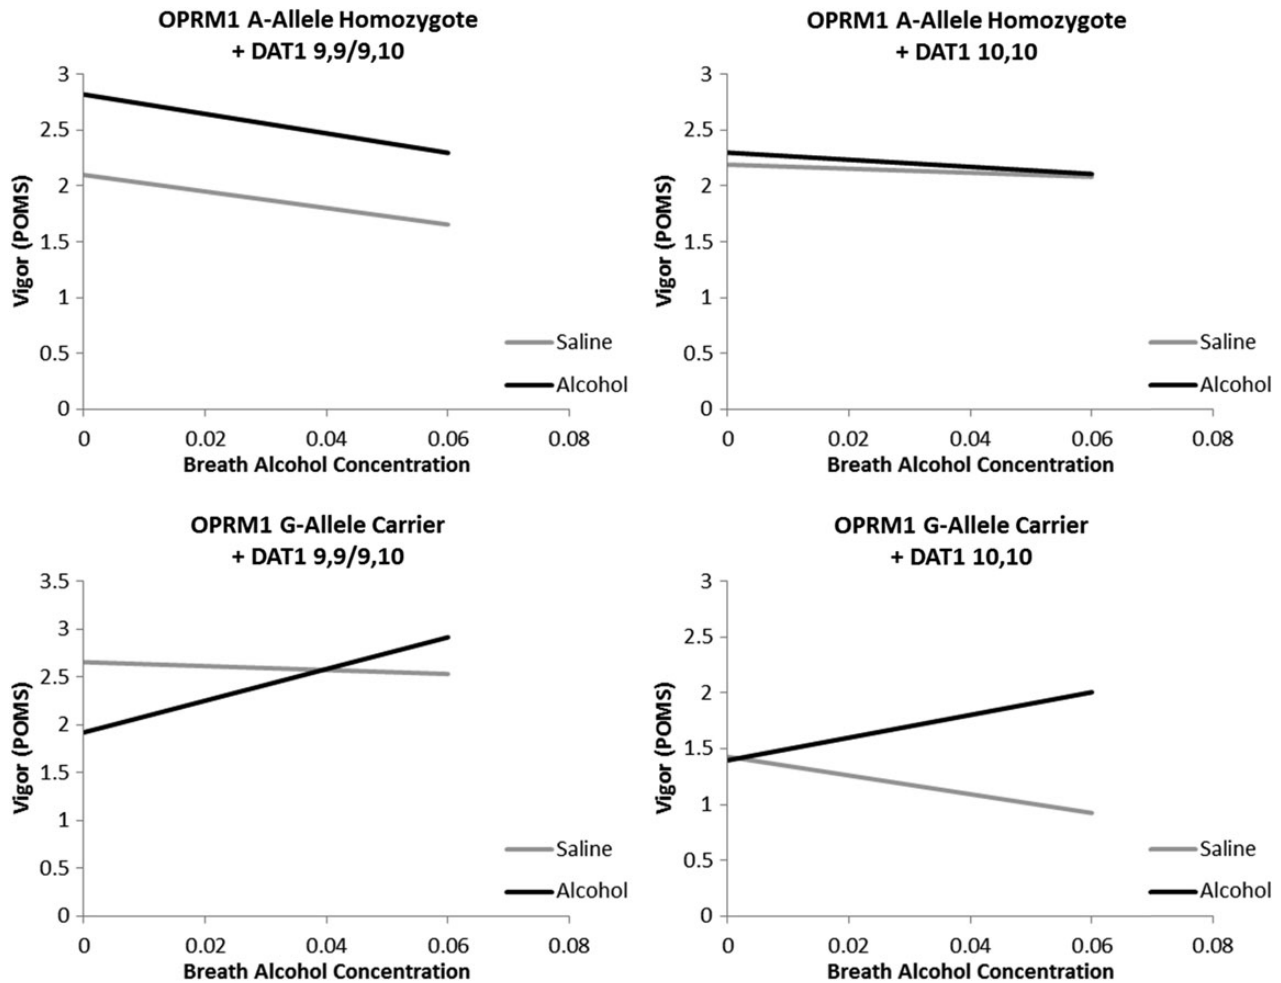 OPRM1 A-Allele Homozygote
+ DAT1 9,9/9,10
3
2.5
2
1.5
1
0.5
0
Vigor (POMS)
Saline
Alcohol
0 0.02 0.04 0.06 0.08
Breath Alcohol Concentration
OPRM1 A-Allele Homozygote
+ DAT1 10,10
3
2.5
2
1.5
1
0.5
0
Vigor (POMS)
Saline
Alcohol
0 0.02 0.04 0.06 0.08
Breath Alcohol Concentration
OPRM1 G-Allele Carrier
+ DAT1 9,9/9,10
3.5
3
2.5
2
1.5
1
0.5
0
Vigor (POMS)
Saline
Alcohol
0 0.02 0.04 0.06 0.08
Breath Alcohol Concentration
OPRM1 G-Allele Carrier
+ DAT1 10,10
3
2.5
2
1.5
1
0.5
0
Vigor (POMS)
Saline
Alcohol
0 0.02 0.04 0.06 0.08
Breath Alcohol Concentration